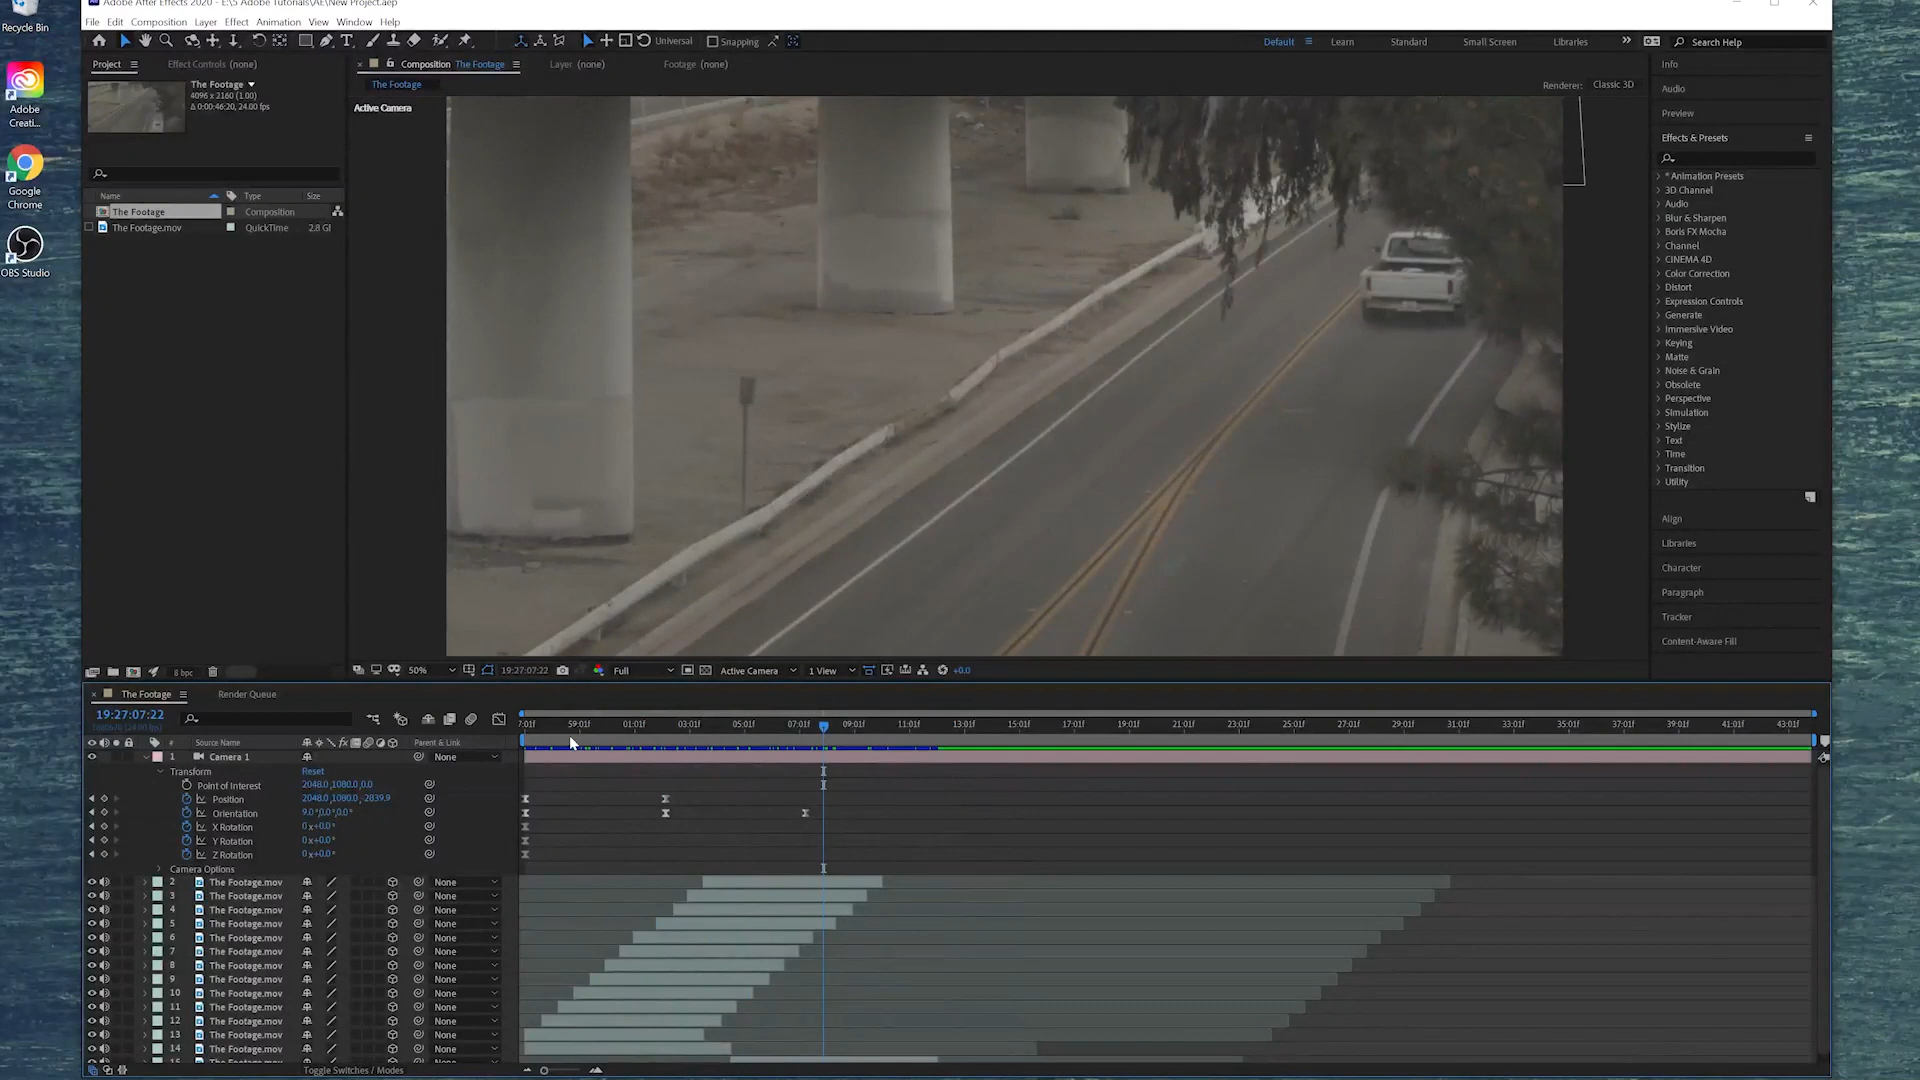 Recycle Bin
Adobe
Creati...
Google
Chrome
OBS Studio
Adobe After Effects 2020 - E:\5 Adobe Tutorials\AE\New Project.aep
File Edit Composition Layer Effect Animation View Window Help
Universal Snapping Default Learn Standard Small Screen Libraries Search Help
Project Effect Controls (none)
The Footage
4096 x 2160 (1.00)
Δ 0:00:46:20, 24.00 fps
Name Type Size
The Footage Composition
The Footage.mov QuickTime 2.8 GI
8 bpc
Composition The Footage Layer (none) Footage (none)
The Footage Renderer: Classic 3D
Active Camera
50% 19:27:07:22 Full Active Camera 1 View +0.0
Info
Audio
Preview
Effects & Presets
* Animation Presets
3D Channel
Audio
Blur & Sharpen
Boris FX Mocha
Channel
CINEMA 4D
Color Correction
Distort
Expression Controls
Generate
Immersive Video
Keying
Matte
Noise & Grain
Obsolete
Perspective
Simulation
Stylize
Text
Time
Transition
Utility
Align
Libraries
Character
Paragraph
Tracker
Content-Aware Fill
The Footage Render Queue
19:27:07:22
7:01f 59:01f 01:01f 03:01f 05:01f 07:01f 09:01f 11:01f 13:01f 15:01f 17:01f 19:01f 21:01f 23:01f 25:01f 27:01f 29:01f 31:01f 33:01f 35:01f 37:01f 39:01f 41:01f 43:01f
# Source Name Parent & Link
1 Camera 1 None
Transform Reset
Point of Interest 2048.0,1080.0,0.0
Position 2048.0,1080.0,-2839.9
Orientation 9.0°,0.0°,0.0°
X Rotation 0x+0.0°
Y Rotation 0x+0.0°
Z Rotation 0x+0.0°
Camera Options
2 The Footage.mov None
3 The Footage.mov None
4 The Footage.mov None
5 The Footage.mov None
6 The Footage.mov None
7 The Footage.mov None
8 The Footage.mov None
9 The Footage.mov None
10 The Footage.mov None
11 The Footage.mov None
12 The Footage.mov None
13 The Footage.mov None
14 The Footage.mov None
Toggle Switches / Modes